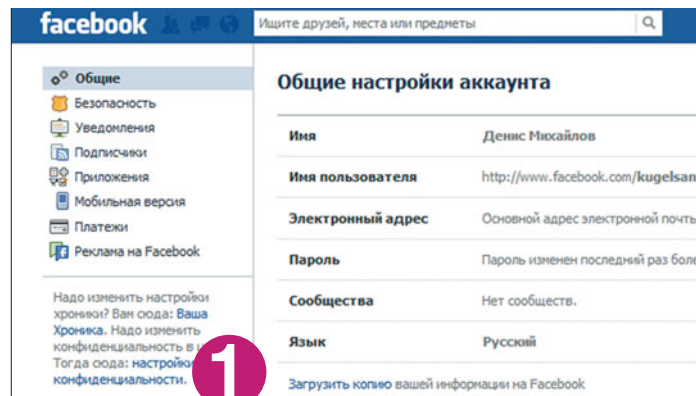 facebook
Ищите друзей, места или предметы
Общие
Безопасность
Уведомления
Подписчики
Приложения
Мобильная версия
Платежи
Реклама на Facebook
Надо изменить настройки
хроники? Вам сюда: Ваша
Хроника. Надо изменить
конфиденциальность в
Тогда сюда: настройки
конфиденциальности.
1
Общие настройки аккаунта
Имя Денис Михайлов
Имя пользователя http://www.facebook.com/kugelsan
Электронный адрес Основной адрес электронной почты
Пароль Пароль изменен последний раз боле
Сообщества Нет сообществ.
Язык Русский
Загрузить копию вашей информации на Facebook